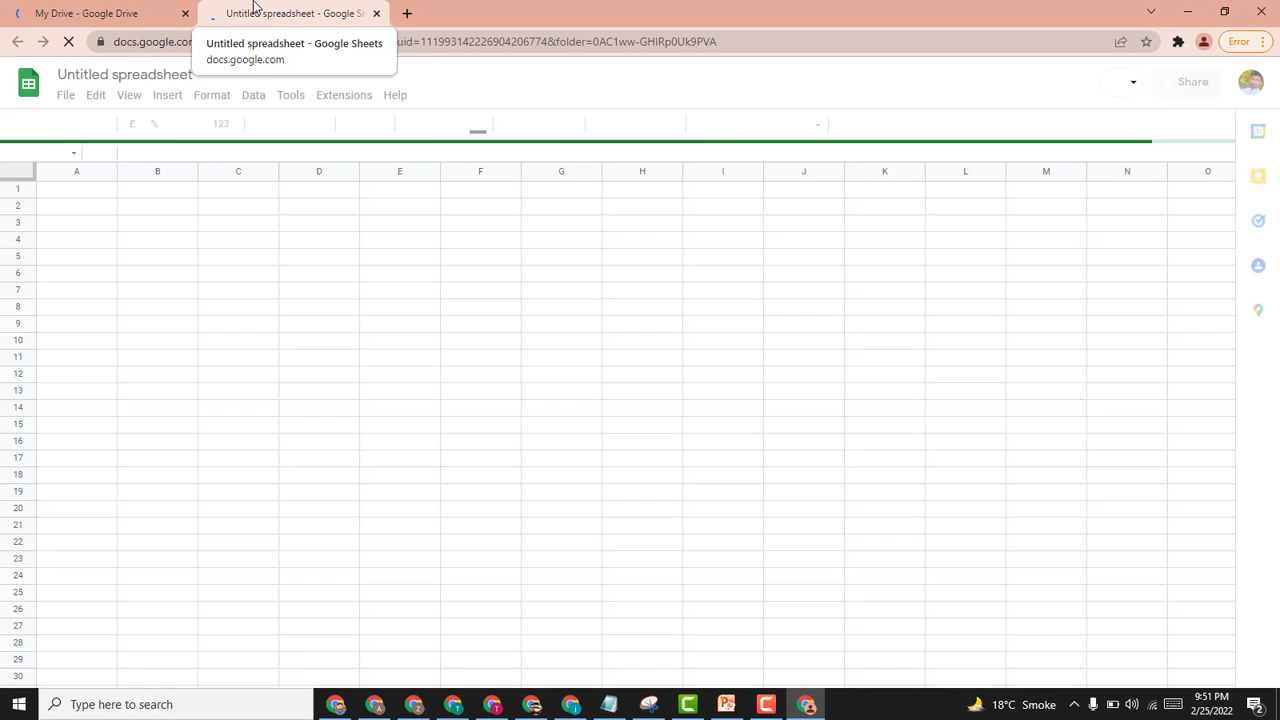 My Drive - Google Drive
Untitled spreadsheet - Google Sh
docs.google.com
uid=111993142226904206774&folder=0AC1ww-GHIRp0Uk9PVA
Error
Untitled spreadsheet - Google Sheets
docs.google.com
Untitled spreadsheet
File Edit View Insert Format Data Tools Extensions Help
Share
£ % 123
A B C D E F G H I J K L M N O
1
2
3
4
5
6
7
8
9
10
11
12
13
14
15
16
17
18
19
20
21
22
23
24
25
26
27
28
29
30
Type here to search
18°C Smoke
9:51 PM
2/25/2022
2